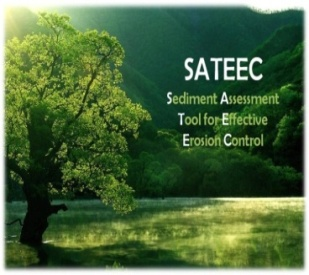 SATEEC
Sediment Assessment
Tool for Effective
Erosion Control